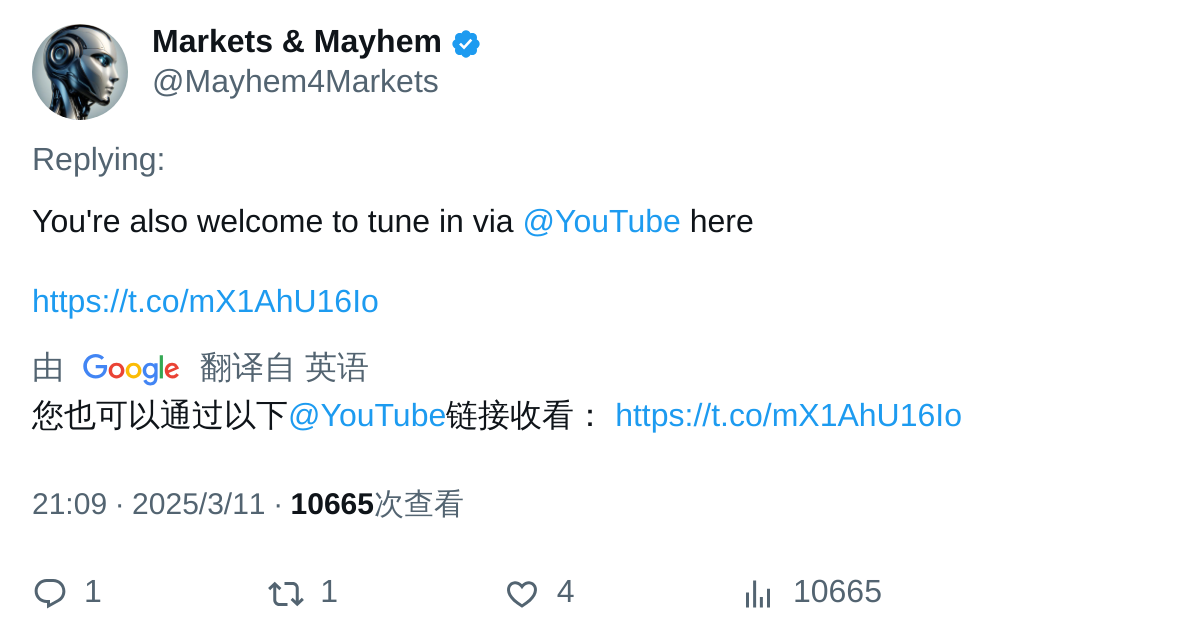 Markets & Mayhem
@Mayhem4Markets
Replying:
You're also welcome to tune in via @YouTube here
https://t.co/mX1AhU16Io
由 Google 翻译自 英语
您也可以通过以下@YouTube链接收看： https://t.co/mX1AhU16Io
21:09 · 2025/3/11 · 10665次查看
1 1 4 10665